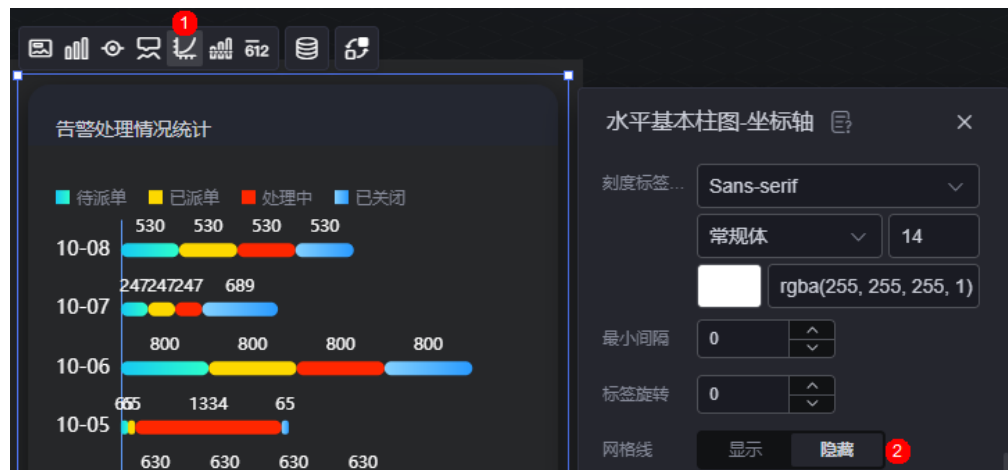 1
612
告警处理情况统计
待派单 已派单 处理中 已关闭
530 530 530 530
10-08
247 247 247 689
10-07
800 800 800 800
10-06
65 65 1334 65
10-05
630 630 630 630
水平基本柱图-坐标轴
刻度标签... Sans-serif
常规体 14
rgba(255, 255, 255, 1)
最小间隔 0
标签旋转 0
网格线 显示 隐藏 2